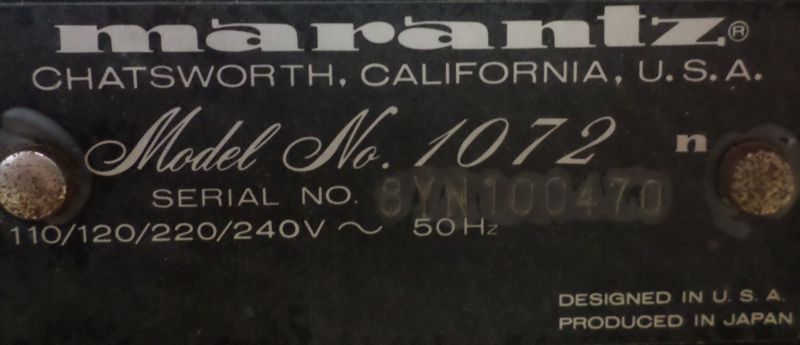 marantz®
CHATSWORTH, CALIFORNIA, U.S.A.
Model No. 1072 n
SERIAL NO. 8YN100470
110/120/220/240V ~ 50Hz
DESIGNED IN U.S.A.
PRODUCED IN JAPAN